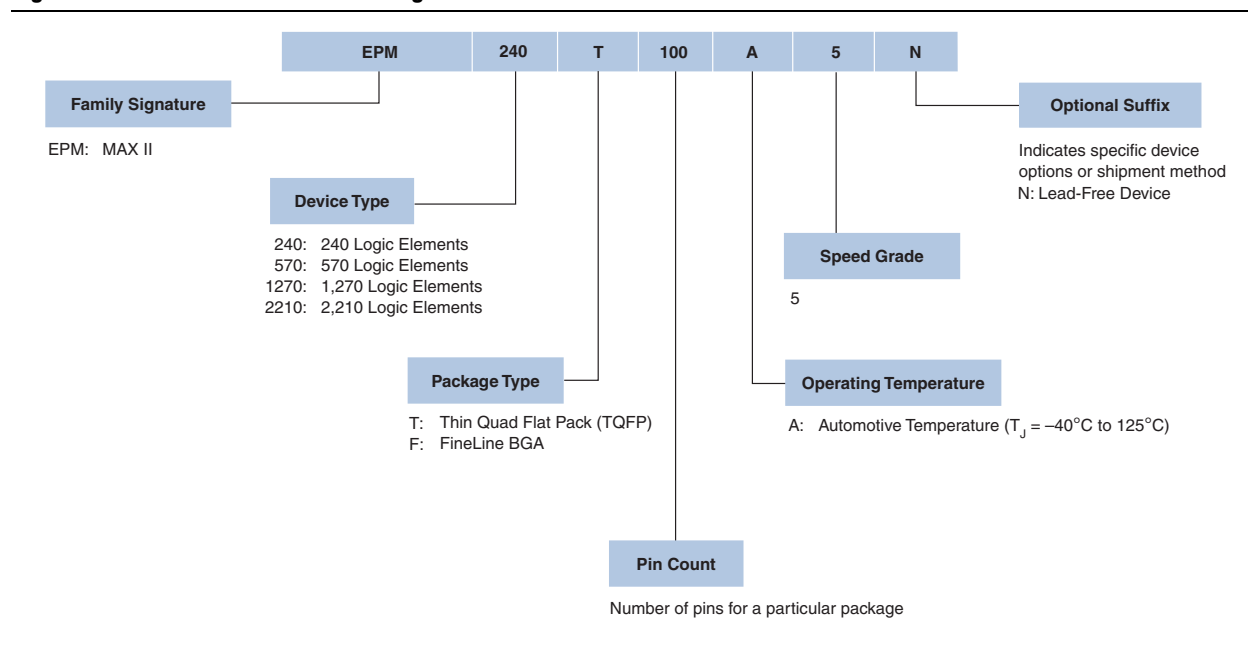 EPM 240 T 100 A 5 N
Family Signature
EPM: MAX II
Optional Suffix
Indicates specific device
options or shipment method
N: Lead-Free Device
Device Type
240: 240 Logic Elements
570: 570 Logic Elements
1270: 1,270 Logic Elements
2210: 2,210 Logic Elements
Speed Grade
5
Package Type
T: Thin Quad Flat Pack (TQFP)
F: FineLine BGA
Operating Temperature
A: Automotive Temperature (TJ = –40°C to 125°C)
Pin Count
Number of pins for a particular package